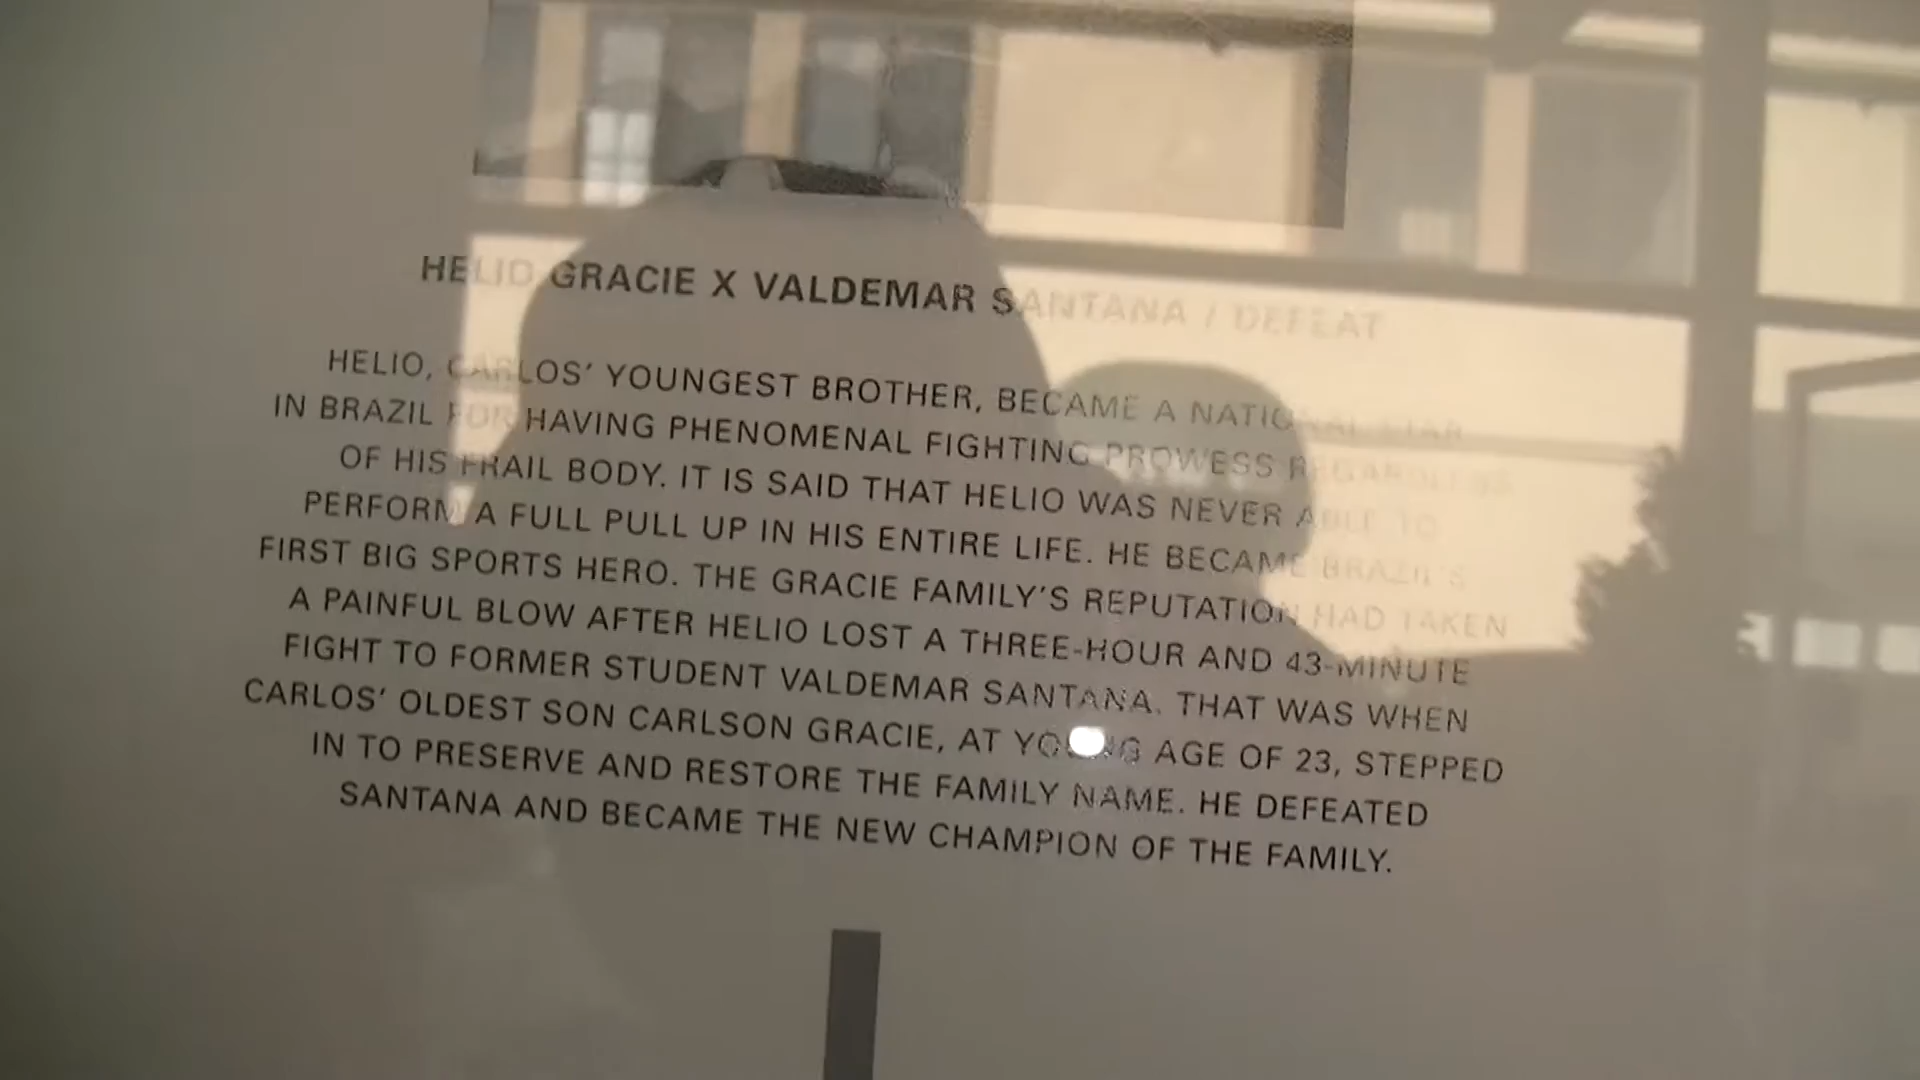 HELIO GRACIE X VALDEMAR SANTANA / DEFEAT
HELIO, CARLOS' YOUNGEST BROTHER, BECAME A NATIONAL STAR
IN BRAZIL FOR HAVING PHENOMENAL FIGHTING PROWESS REGARDLESS
OF HIS FRAIL BODY. IT IS SAID THAT HELIO WAS NEVER ABLE TO
PERFORM A FULL PULL UP IN HIS ENTIRE LIFE. HE BECAME BRAZIL'S
FIRST BIG SPORTS HERO. THE GRACIE FAMILY'S REPUTATION HAD TAKEN
A PAINFUL BLOW AFTER HELIO LOST A THREE-HOUR AND 43-MINUTE
FIGHT TO FORMER STUDENT VALDEMAR SANTANA. THAT WAS WHEN
CARLOS' OLDEST SON CARLSON GRACIE, AT YOUNG AGE OF 23, STEPPED
IN TO PRESERVE AND RESTORE THE FAMILY NAME. HE DEFEATED
SANTANA AND BECAME THE NEW CHAMPION OF THE FAMILY.